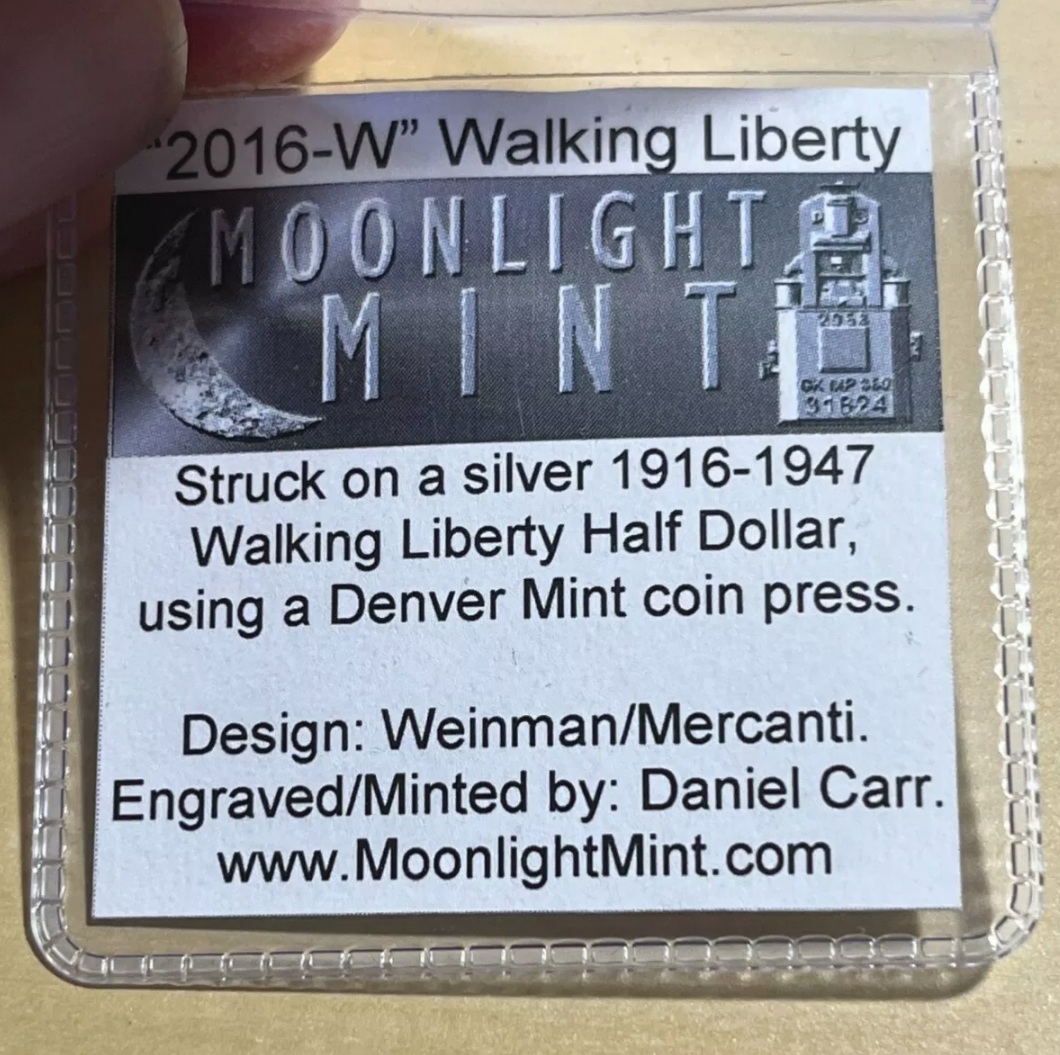 "2016-W" Walking Liberty
MOONLIGHT
MINT
D S
2053
GK MP 360
31824
Struck on a silver 1916-1947
Walking Liberty Half Dollar,
using a Denver Mint coin press.
Design: Weinman/Mercanti.
Engraved/Minted by: Daniel Carr.
www.MoonlightMint.com